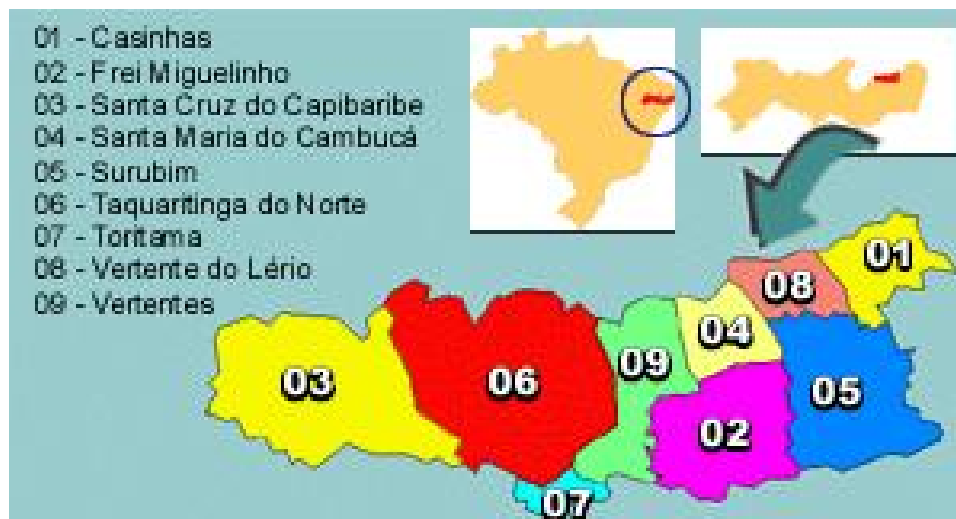 01 - Casinhas
02 - Frei Miguelinho
03 - Santa Cruz do Capibaribe
04 - Santa Maria do Cambucá
05 - Surubim
06 - Taquaritinga do Norte
07 - Toritama
08 - Vertente do Lério
09 - Vertentes
01
08
04
09
03
06
05
02
07